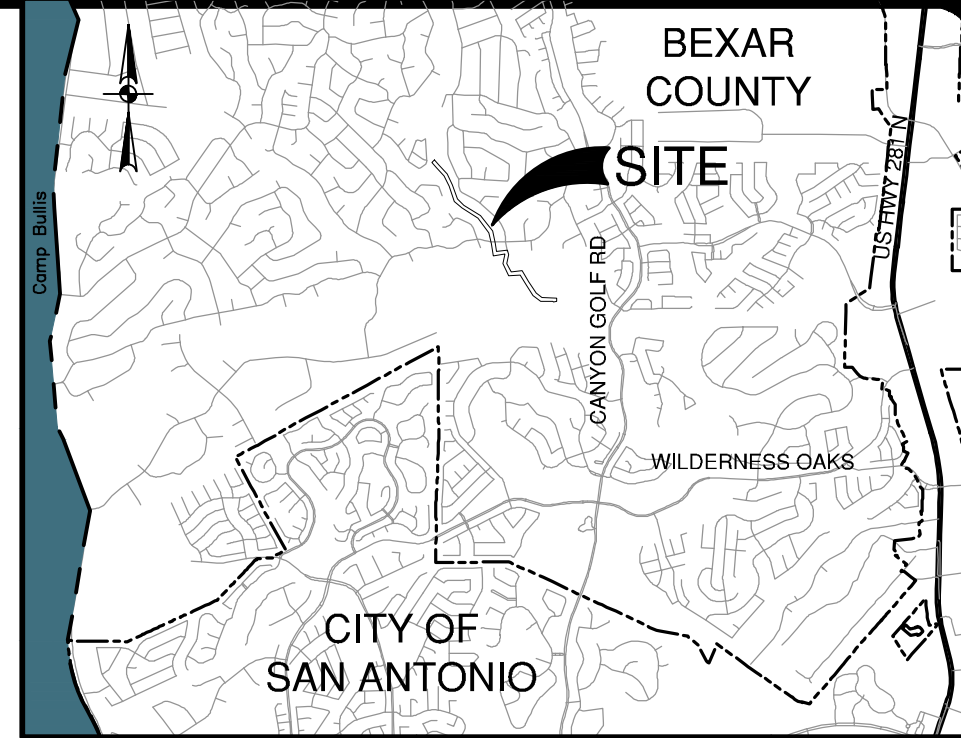 BEXAR
COUNTY
SITE
US HWY 281 N
Camp Bullis
CANYON GOLF RD
WILDERNESS OAKS
CITY OF
SAN ANTONIO